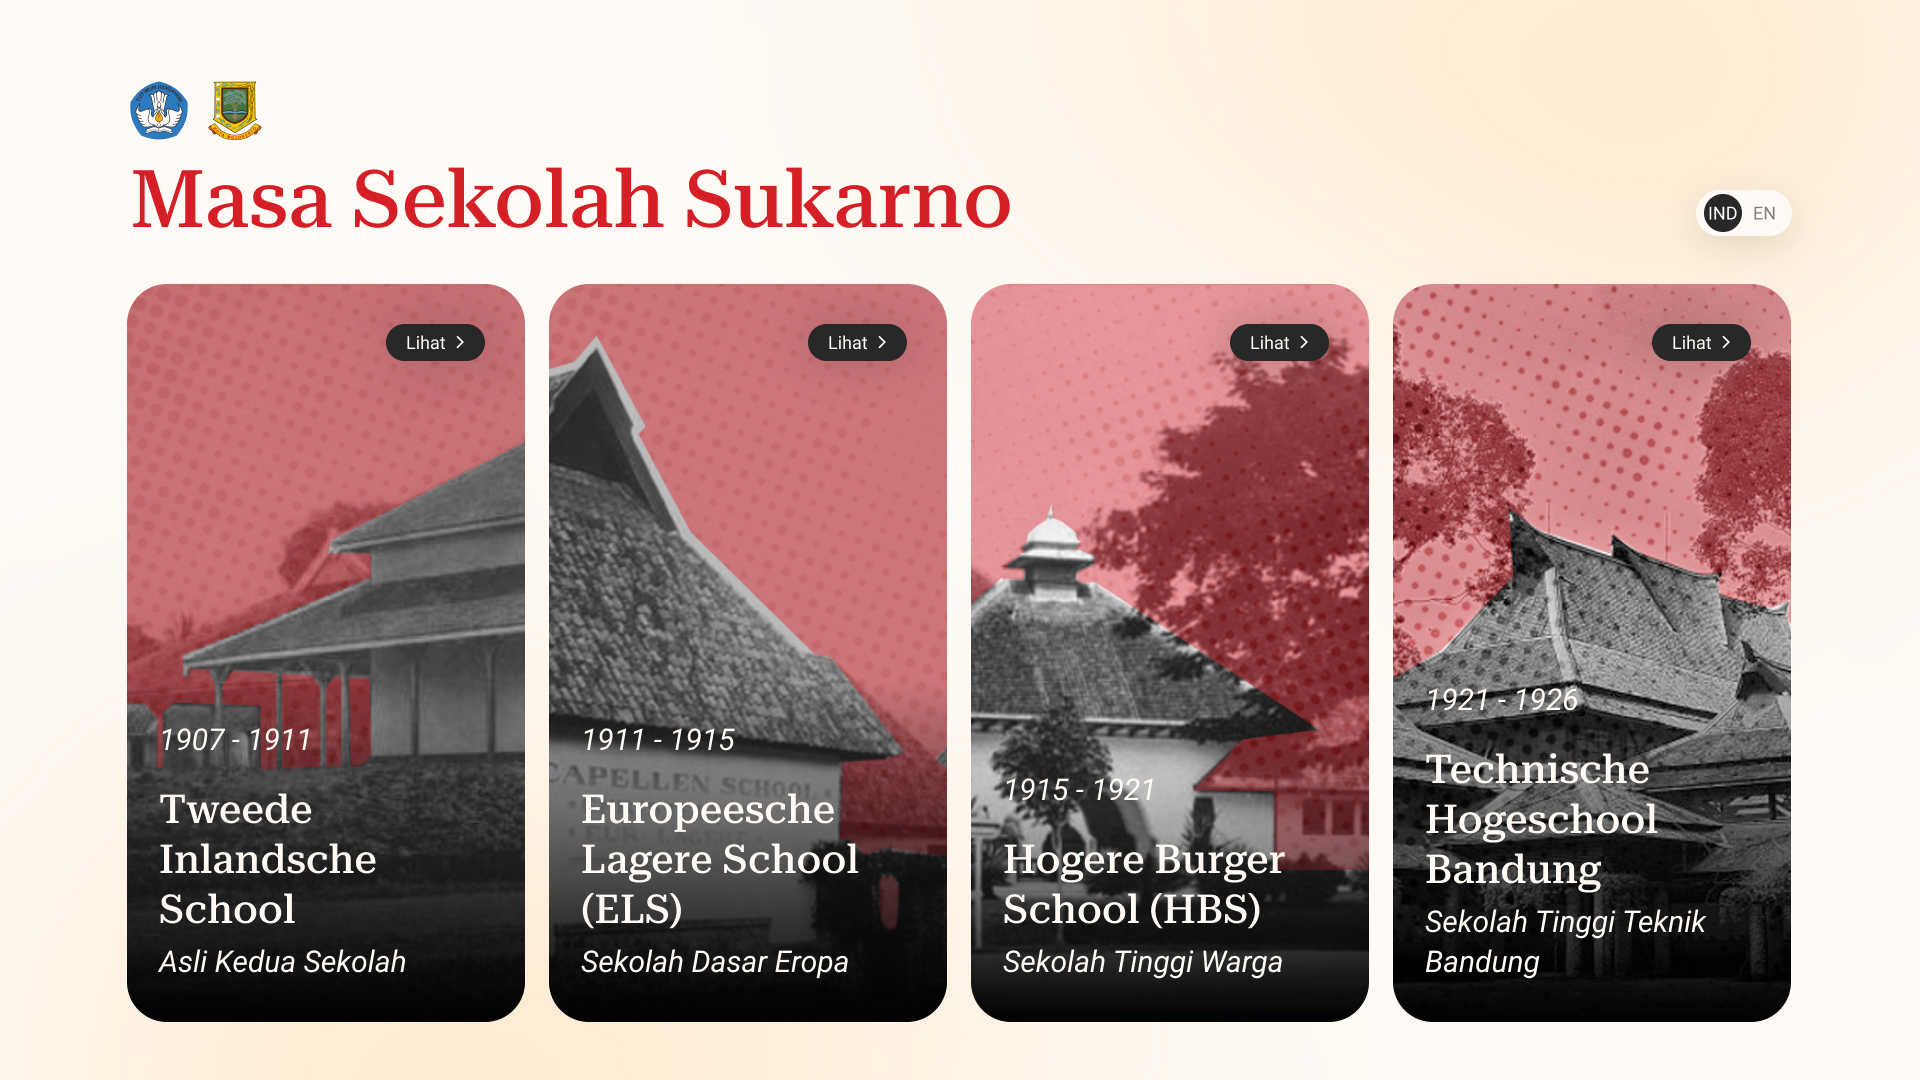 Masa Sekolah Sukarno
IND EN
Lihat
1907 - 1911
Tweede
Inlandsche
School
Asli Kedua Sekolah
Lihat
CAPELLEN SCHOOL
1911 - 1915
Europeesche
Lagere School
(ELS)
Sekolah Dasar Eropa
Lihat
1915 - 1921
Hogere Burger
School (HBS)
Sekolah Tinggi Warga
Lihat
1921 - 1926
Technische
Hogeschool
Bandung
Sekolah Tinggi Teknik
Bandung